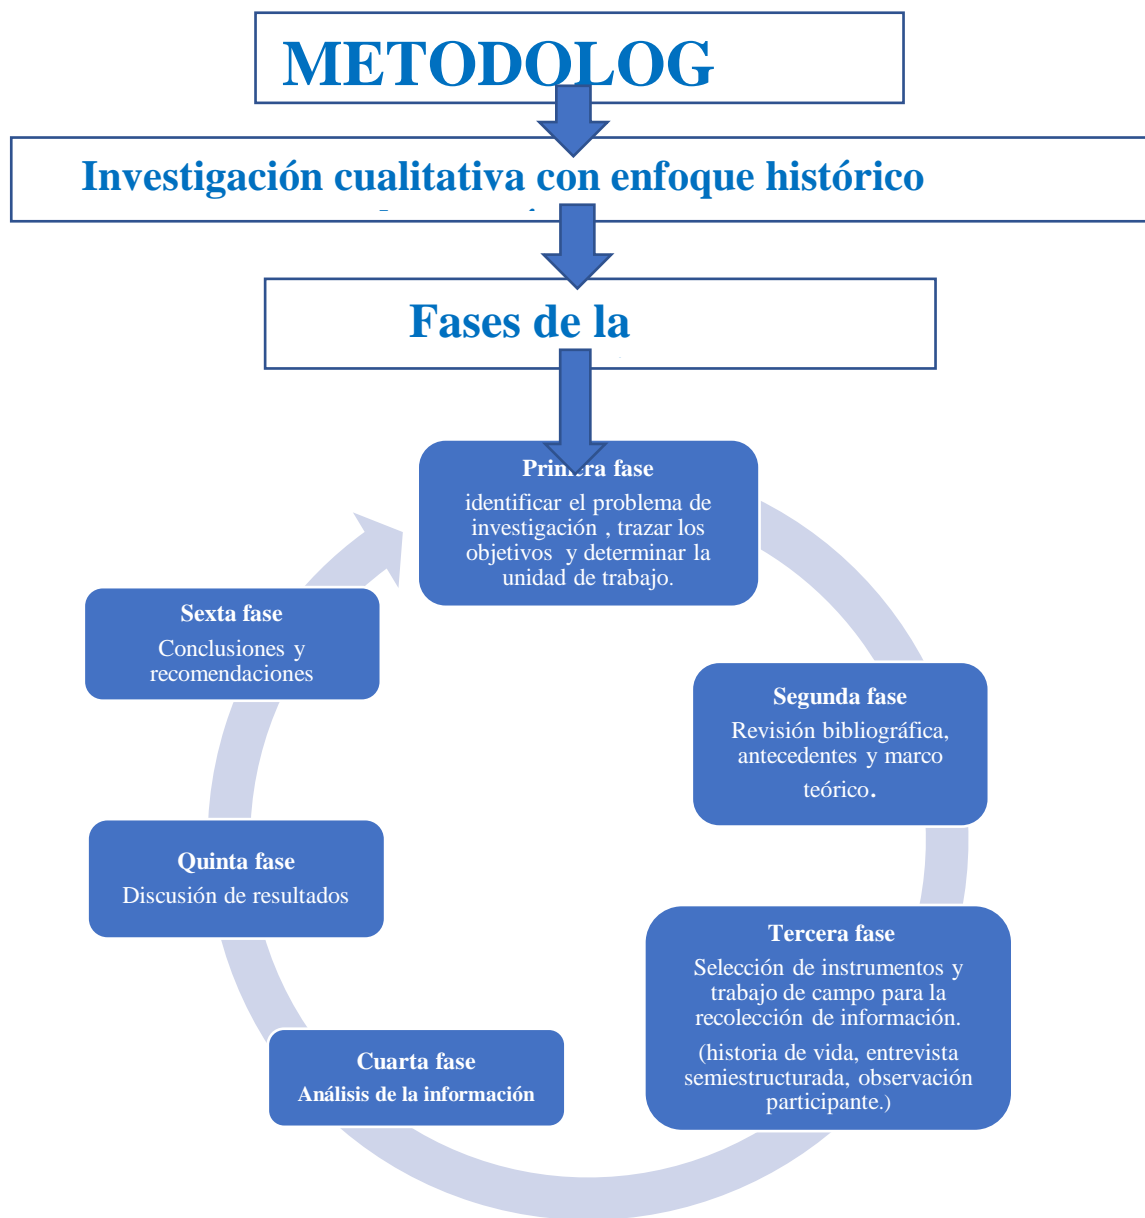 METODOLOG
Investigación cualitativa con enfoque histórico
Fases de la
Primera fase
identificar el problema de
investigación , trazar los
objetivos y determinar la
unidad de trabajo.
Segunda fase
Revisión bibliográfica,
antecedentes y marco
teórico.
Tercera fase
Selección de instrumentos y
trabajo de campo para la
recolección de información.
(historia de vida, entrevista
semiestructurada, observación
participante.)
Cuarta fase
Análisis de la información
Quinta fase
Discusión de resultados
Sexta fase
Conclusiones y
recomendaciones